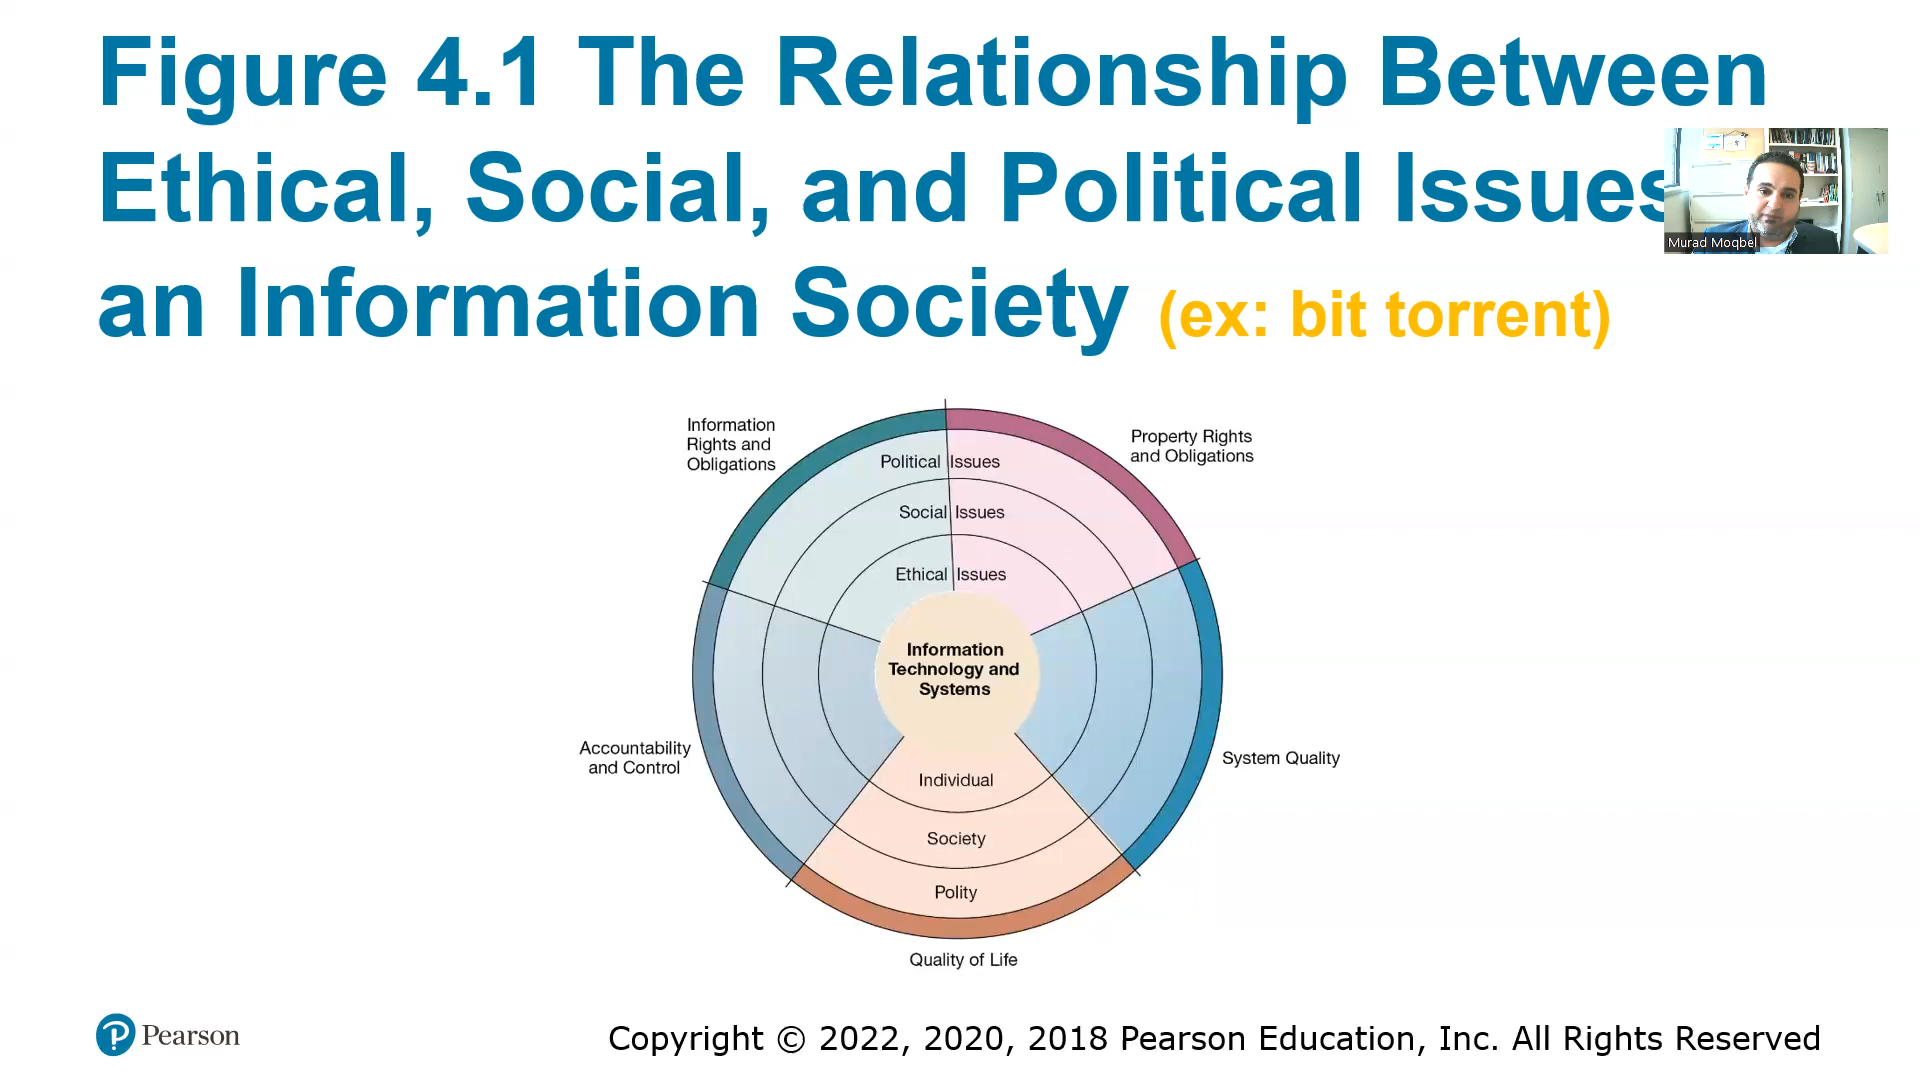 Figure 4.1 The Relationship Between
Ethical, Social, and Political Issues
an Information Society (ex: bit torrent)
Murad Moqbel
Information
Rights and
Obligations
Property Rights
and Obligations
Political Issues
Social Issues
Ethical Issues
Information
Technology and
Systems
Accountability
and Control
System Quality
Individual
Society
Polity
Quality of Life
Pearson
Copyright © 2022, 2020, 2018 Pearson Education, Inc. All Rights Reserved